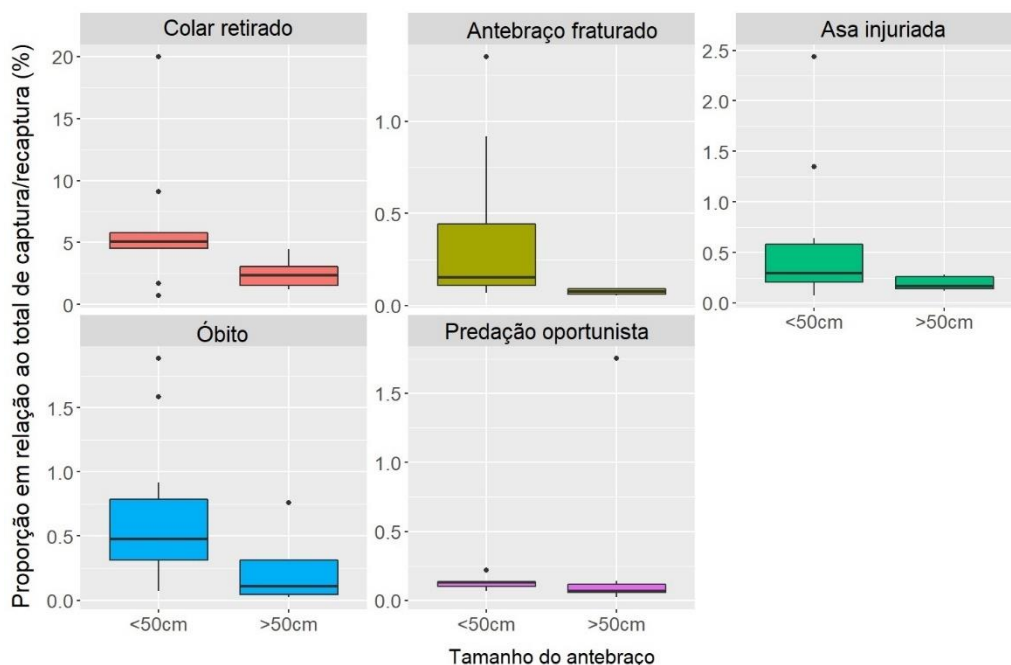 Proporção em relação ao total de captura/recaptura (%)
Colar retirado
20
15
10
5
0
Antebraço fraturado
1.0
0.5
0.0
Asa injuriada
2.5
2.0
1.5
1.0
0.5
0.0
<50cm
>50cm
Óbito
1.5
1.0
0.5
0.0
<50cm
>50cm
Predação oportunista
1.5
1.0
0.5
0.0
<50cm
>50cm
Tamanho do antebraço